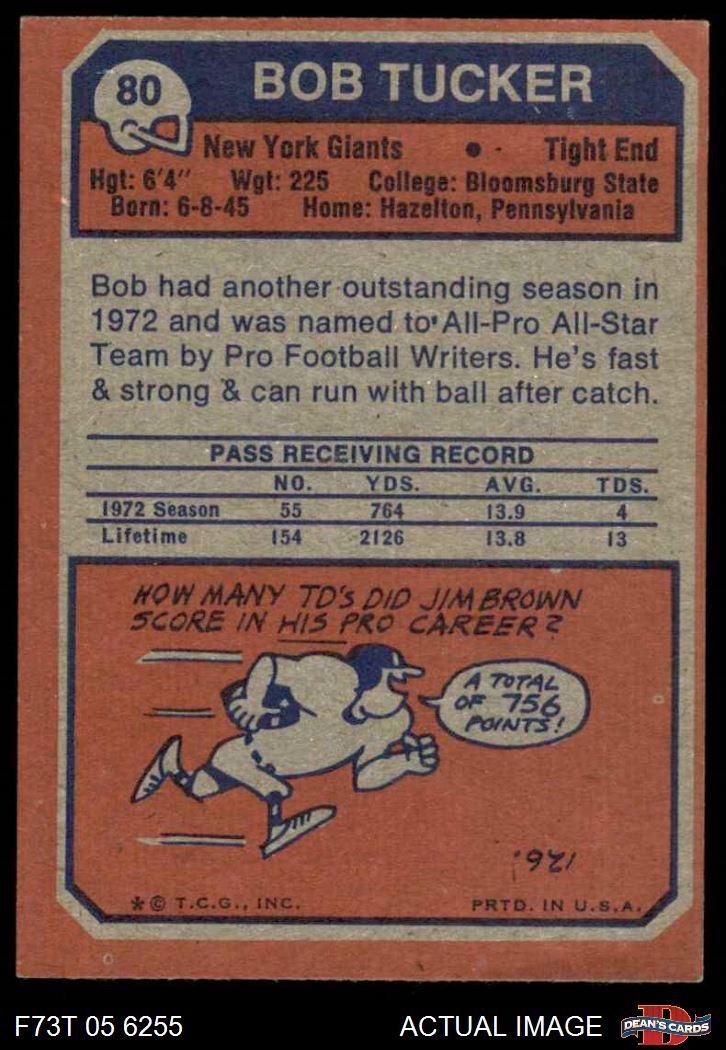 80
BOB TUCKER
New York Giants • Tight End
Hgt: 6'4" Wgt: 225 College: Bloomsburg State
Born: 6-8-45 Home: Hazelton, Pennsylvania
Bob had another outstanding season in
1972 and was named to All-Pro All-Star
Team by Pro Football Writers. He's fast
& strong & can run with ball after catch.
PASS RECEIVING RECORD
NO. YDS. AVG. TDS.
1972 Season 55 764 13.9 4
Lifetime 154 2126 13.8 13
HOW MANY TD'S DID JIM BROWN
SCORE IN HIS PRO CAREER?
A TOTAL
OF 756
POINTS!
126.
* © T.C.G., INC. PRTD. IN U.S.A.
F73T 05 6255 ACTUAL IMAGE
D
DEAN'S CARDS